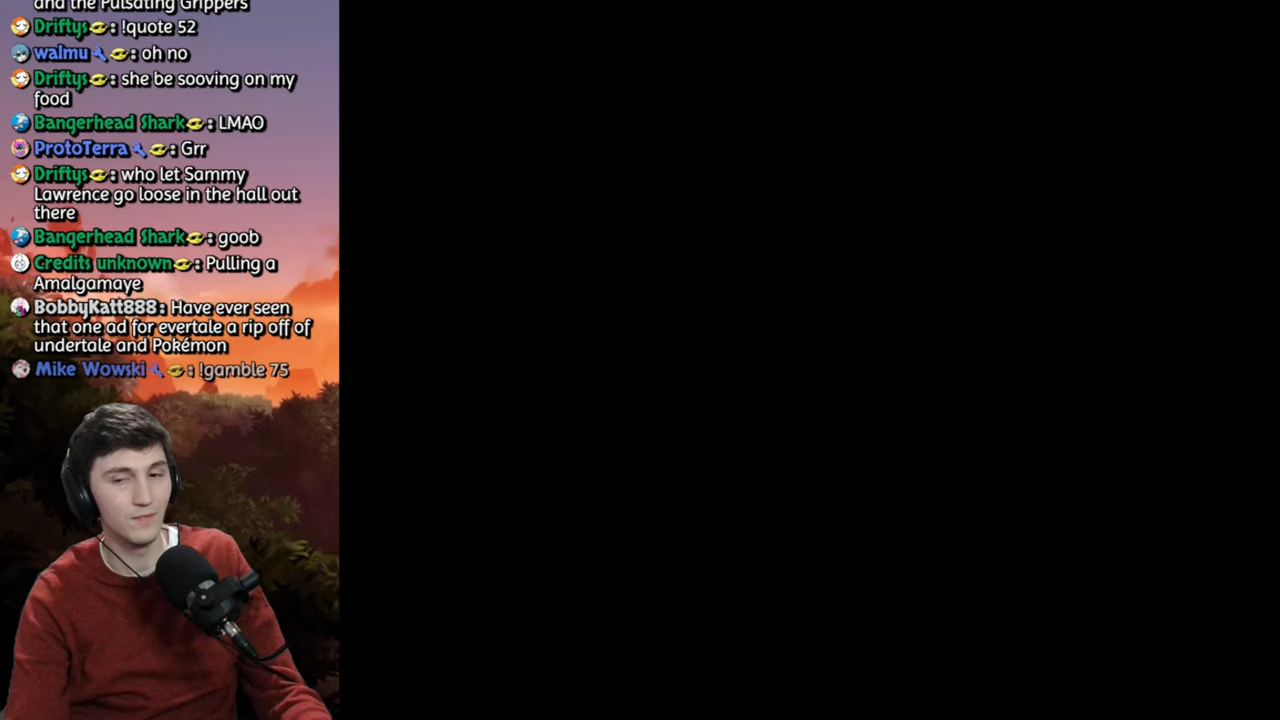 and the Pulsating Grippers
Driftys: !quote 52
walmu: oh no
Driftys: she be sooving on my
food
Bangerhead Shark: LMAO
ProtoTerra: Grr
Driftys: who let Sammy
Lawrence go loose in the hall out
there
Bangerhead Shark: goob
Credits unknown: Pulling a
Amalgamaye
BobbyKatt888: Have ever seen
that one ad for evertale a rip off of
undertale and Pokémon
Mike Wowski: !gamble 75